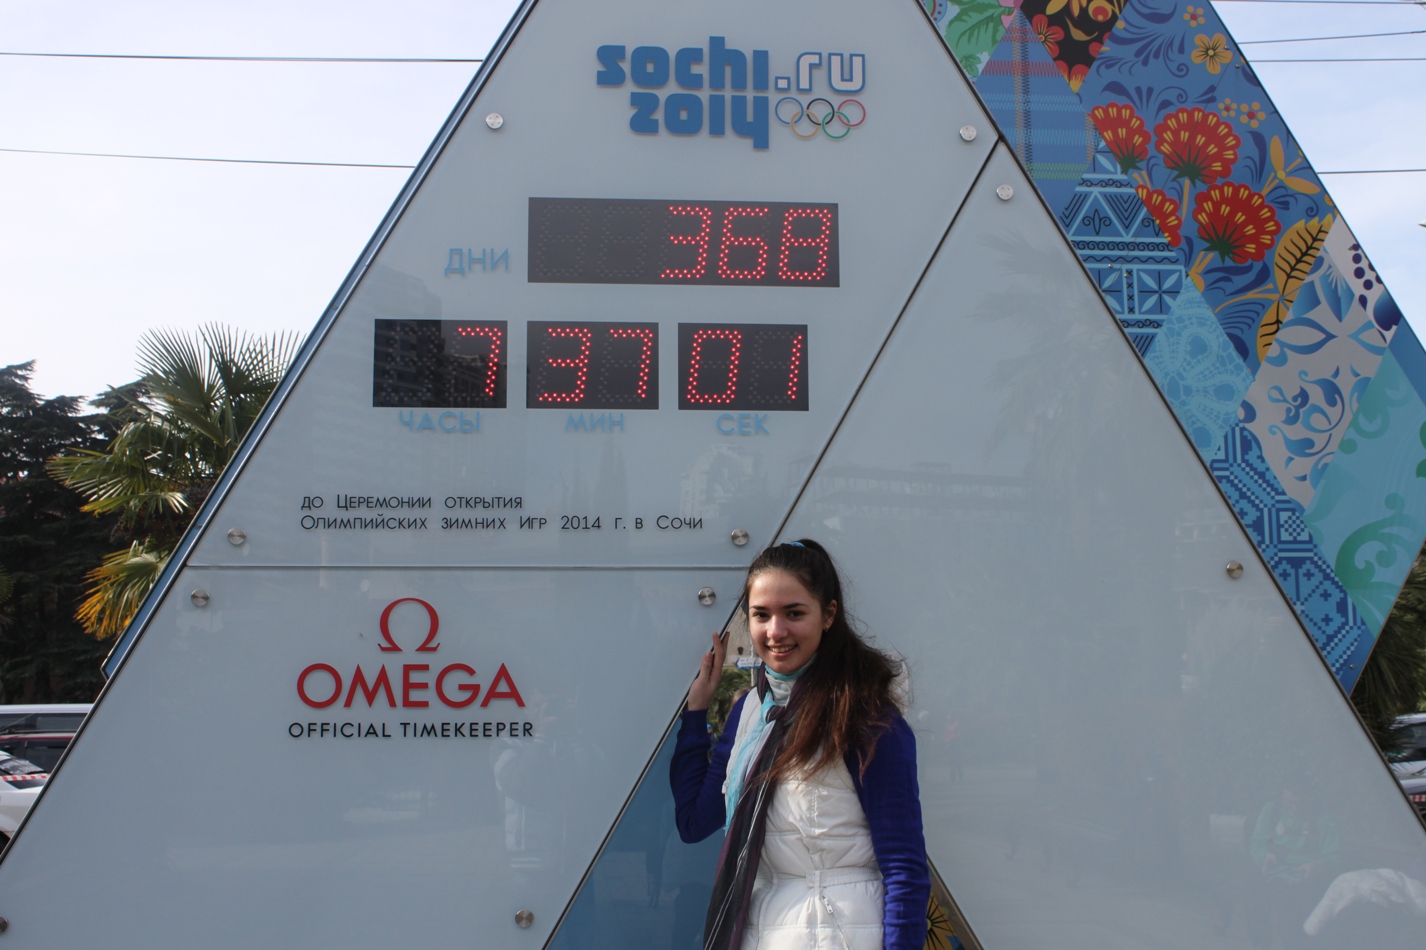 sochi.ru
2014
ДНИ 368
7 37 01
ЧАСЫ МИН СЕК
до Церемонии открытия
Олимпийских зимних Игр 2014 г. в Сочи
Ω
OMEGA
OFFICIAL TIMEKEEPER